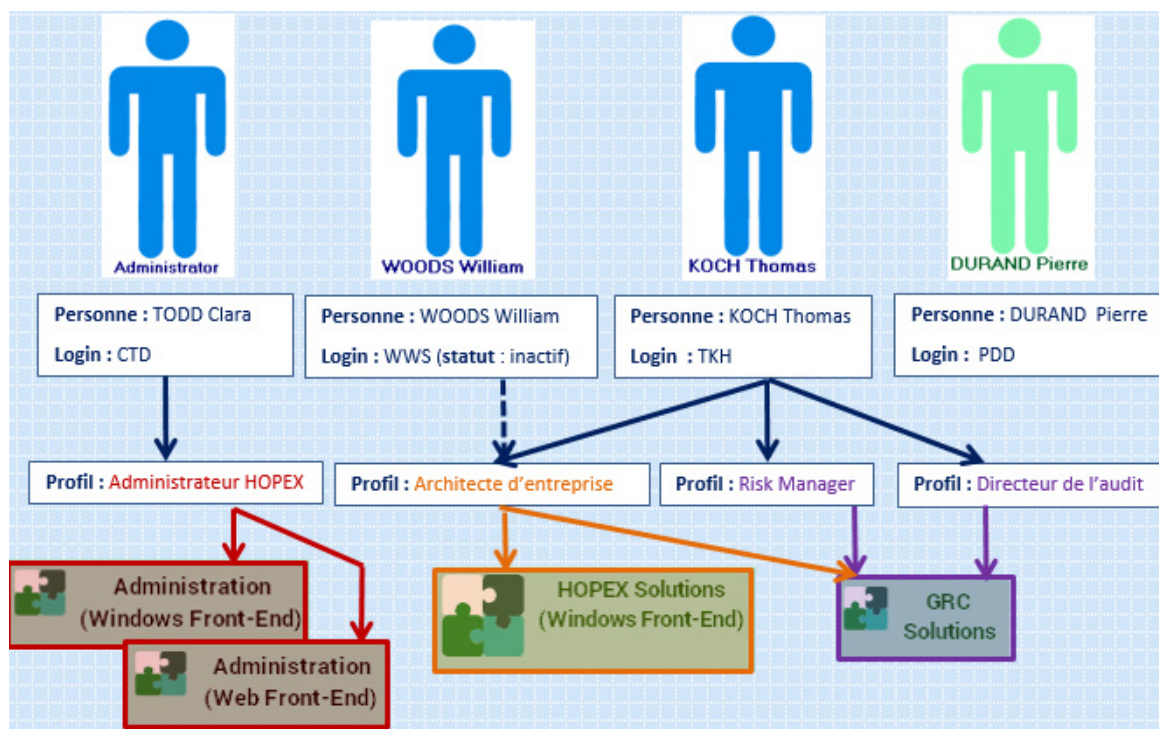 Administrator
WOODS William
KOCH Thomas
DURAND Pierre
Personne : TODD Clara
Login : CTD
Personne : WOODS William
Login : WWS (statut : inactif)
Personne : KOCH Thomas
Login : TKH
Personne : DURAND Pierre
Login : PDD
Profil : Administrateur HOPEX
Profil : Architecte d'entreprise
Profil : Risk Manager
Profil : Directeur de l'audit
Administration
(Windows Front-End)
Administration
(Web Front-End)
HOPEX Solutions
(Windows Front-End)
GRC
Solutions